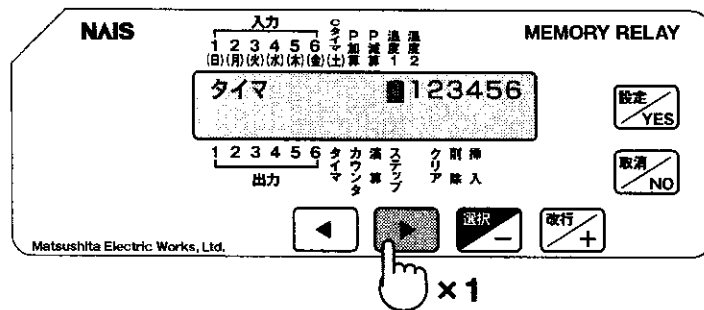 NAiS
MEMORY RELAY
入力
1 2 3 4 5 6
(日)(月)(火)(水)(木)(金)(土)
Cタイマ
P加算
P減算
温度1
温度2
タイマ 123456
1 2 3 4 5 6
出力
タイマ
カウンタ
演算
ステップ
クリア
削除
挿入
設定 YES
取消 NO
◀
▶
選択 −
改行 +
Matsushita Electric Works, Ltd.
×1